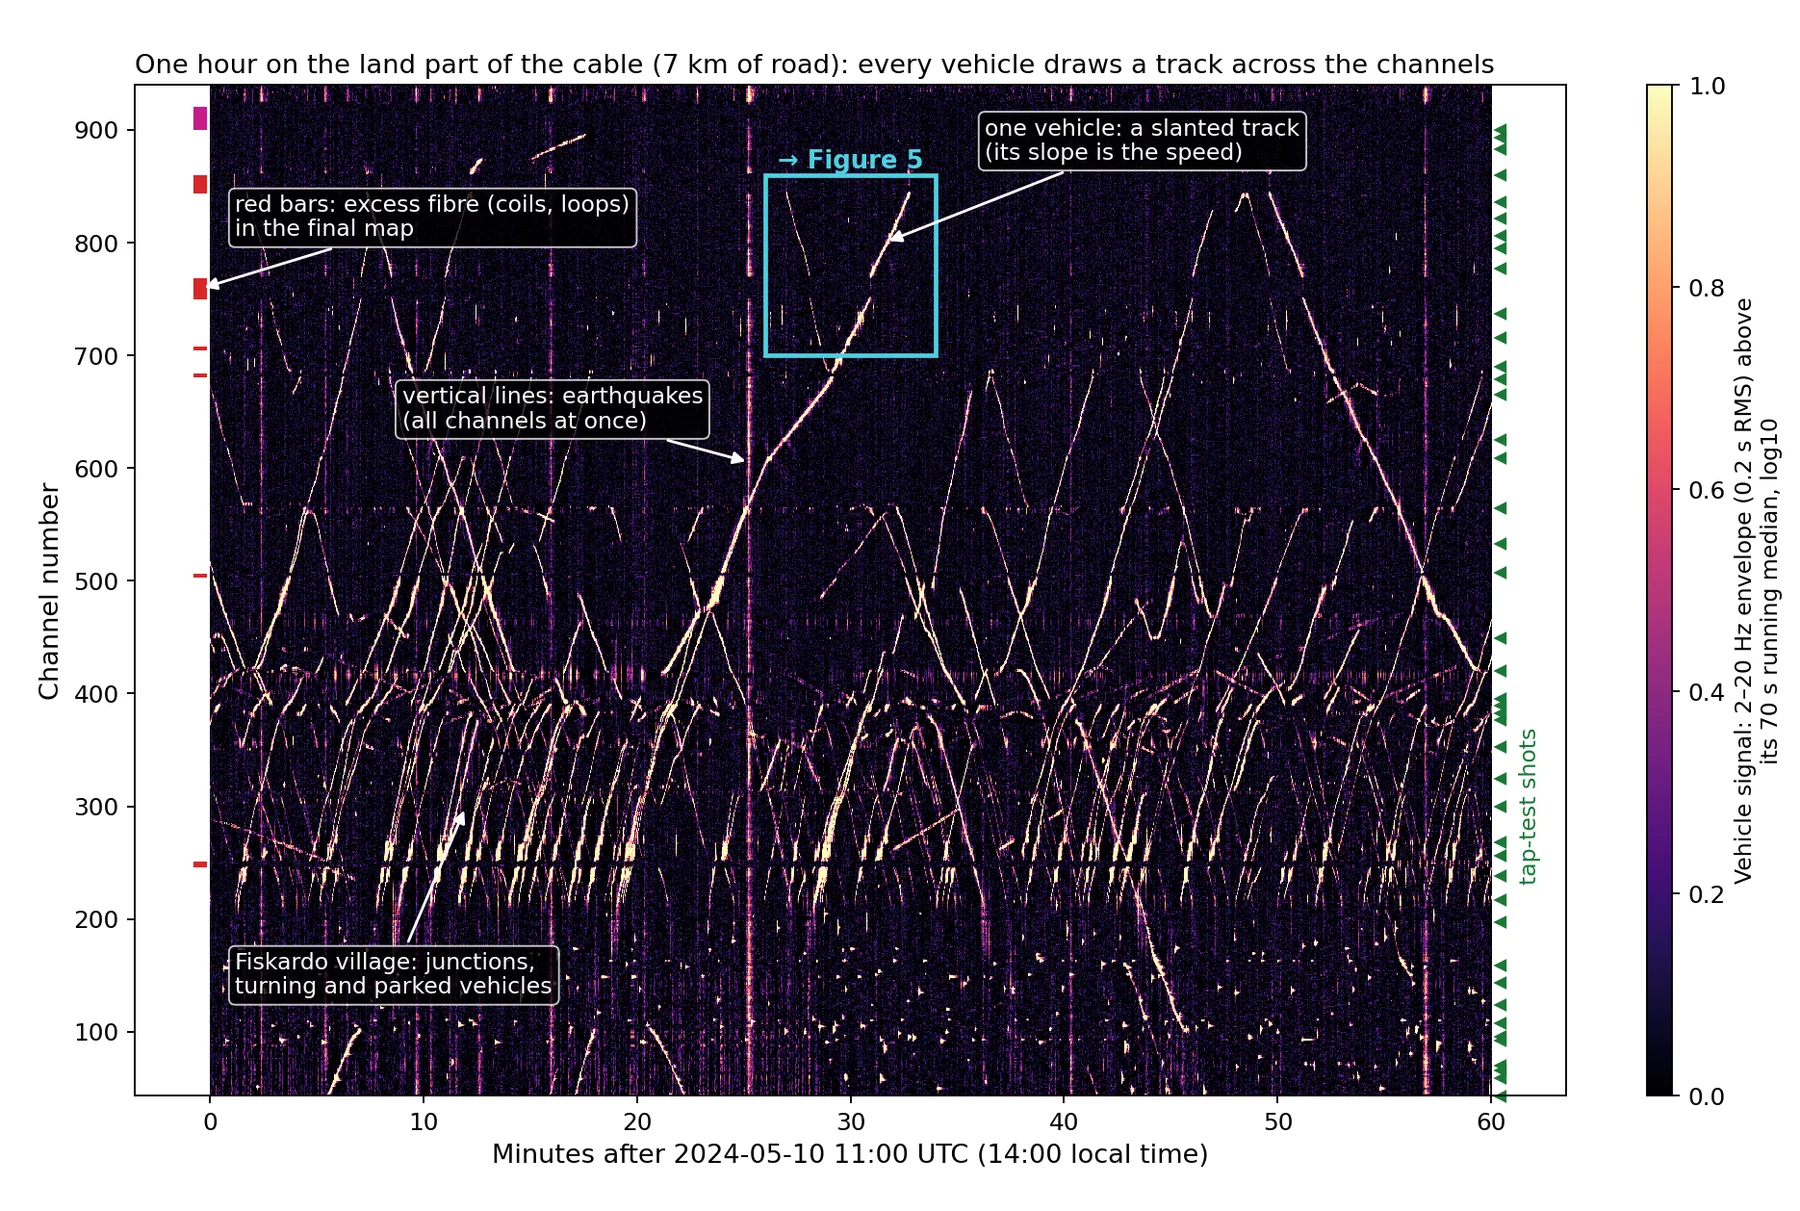 One hour on the land part of the cable (7 km of road): every vehicle draws a track across the channels
→ Figure 5
one vehicle: a slanted track
(its slope is the speed)
red bars: excess fibre (coils, loops)
in the final map
vertical lines: earthquakes
(all channels at once)
Fiskardo village: junctions,
turning and parked vehicles
tap-test shots
Channel number
900
800
700
600
500
400
300
200
100
0
10
20
30
40
50
60
Minutes after 2024-05-10 11:00 UTC (14:00 local time)
1.0
0.8
0.6
0.4
0.2
0.0
Vehicle signal: 2–20 Hz envelope (0.2 s RMS) above
its 70 s running median, log10